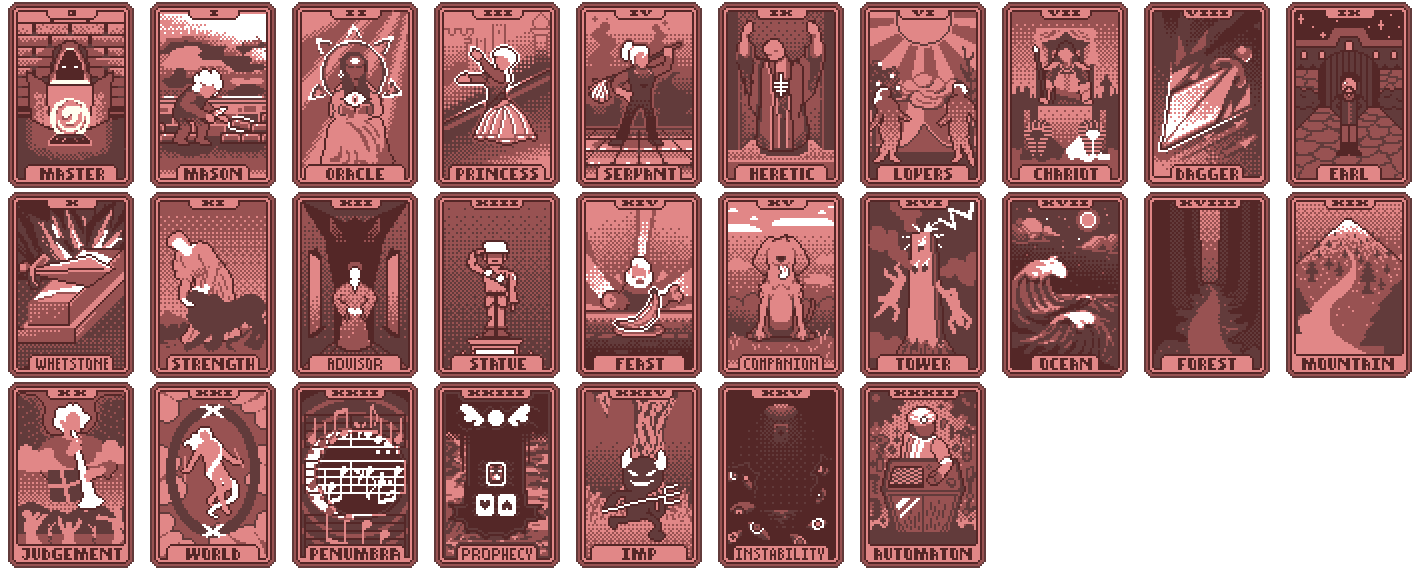 0
MASTER
I
MASON
II
ORACLE
III
PRINCESS
IV
SERVANT
V
HERETIC
VI
LOVERS
VII
CHARIOT
VIII
DAGGER
IX
EARL
X
WHETSTONE
XI
STRENGTH
XII
ADVISOR
XIII
STATUE
XIV
FEAST
XV
COMPANION
XVI
TOWER
XVII
OCEAN
XVIII
FOREST
XIX
MOUNTAIN
XX
JUDGEMENT
XXI
WORLD
XXII
PENUMBRA
XXIII
PROPHECY
XXIV
IMP
XXV
INSTABILITY
XXVI
AUTOMATON